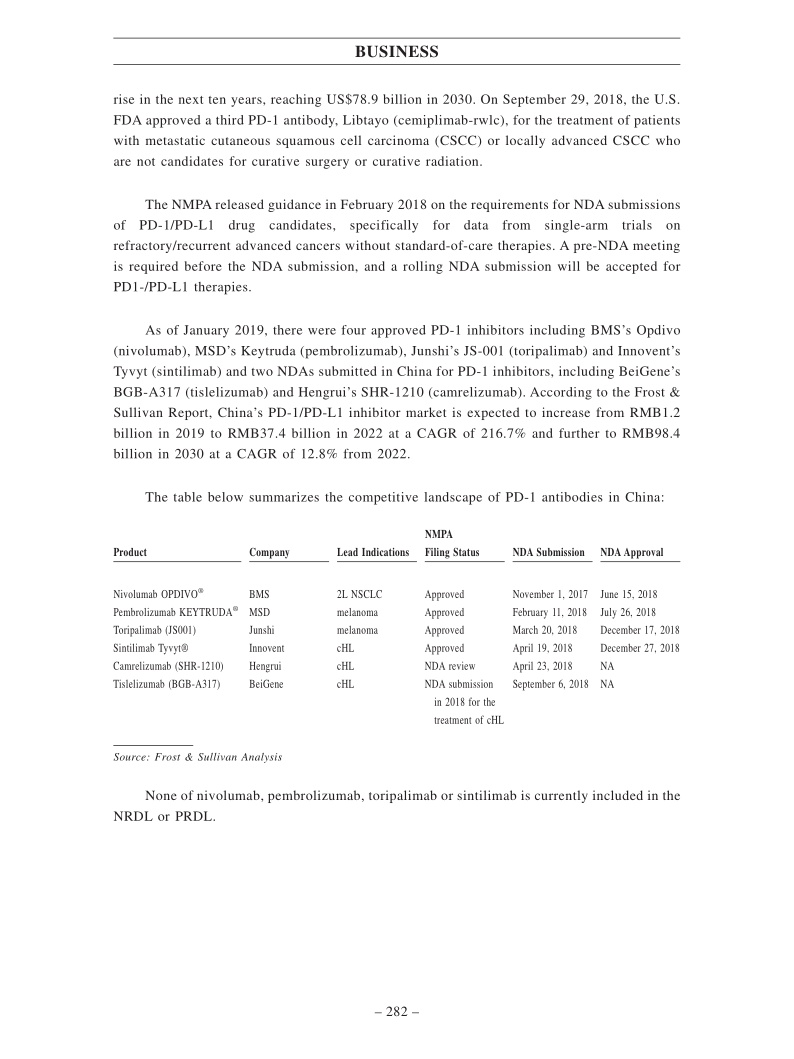 BUSINESS
rise in the next ten years, reaching US$78.9 billion in 2030. On September 29, 2018, the U.S.
FDA approved a third PD-1 antibody, Libtayo (cemiplimab-rwlc), for the treatment of patients
with metastatic cutaneous squamous cell carcinoma (CSCC) or locally advanced CSCC who
are not candidates for curative surgery or curative radiation.
The NMPA released guidance in February 2018 on the requirements for NDA submissions
of PD-1/PD-L1 drug candidates, specifically for data from single-arm trials on
refractory/recurrent advanced cancers without standard-of-care therapies. A pre-NDA meeting
is required before the NDA submission, and a rolling NDA submission will be accepted for
PD1-/PD-L1 therapies.
As of January 2019, there were four approved PD-1 inhibitors including BMS’s Opdivo
(nivolumab), MSD’s Keytruda (pembrolizumab), Junshi’s JS-001 (toripalimab) and Innovent’s
Tyvyt (sintilimab) and two NDAs submitted in China for PD-1 inhibitors, including BeiGene’s
BGB-A317 (tislelizumab) and Hengrui’s SHR-1210 (camrelizumab). According to the Frost &
Sullivan Report, China’s PD-1/PD-L1 inhibitor market is expected to increase from RMB1.2
billion in 2019 to RMB37.4 billion in 2022 at a CAGR of 216.7% and further to RMB98.4
billion in 2030 at a CAGR of 12.8% from 2022.
The table below summarizes the competitive landscape of PD-1 antibodies in China:
NMPA
Product Company Lead Indications Filing Status NDA Submission NDA Approval
Nivolumab OPDIVO® BMS 2L NSCLC Approved November 1, 2017 June 15, 2018
Pembrolizumab KEYTRUDA® MSD melanoma Approved February 11, 2018 July 26, 2018
Toripalimab (JS001) Junshi melanoma Approved March 20, 2018 December 17, 2018
Sintilimab Tyvyt® Innovent cHL Approved April 19, 2018 December 27, 2018
Camrelizumab (SHR-1210) Hengrui cHL NDA review April 23, 2018 NA
Tislelizumab (BGB-A317) BeiGene cHL NDA submission September 6, 2018 NA
in 2018 for the
treatment of cHL
Source: Frost & Sullivan Analysis
None of nivolumab, pembrolizumab, toripalimab or sintilimab is currently included in the
NRDL or PRDL.
– 282 –